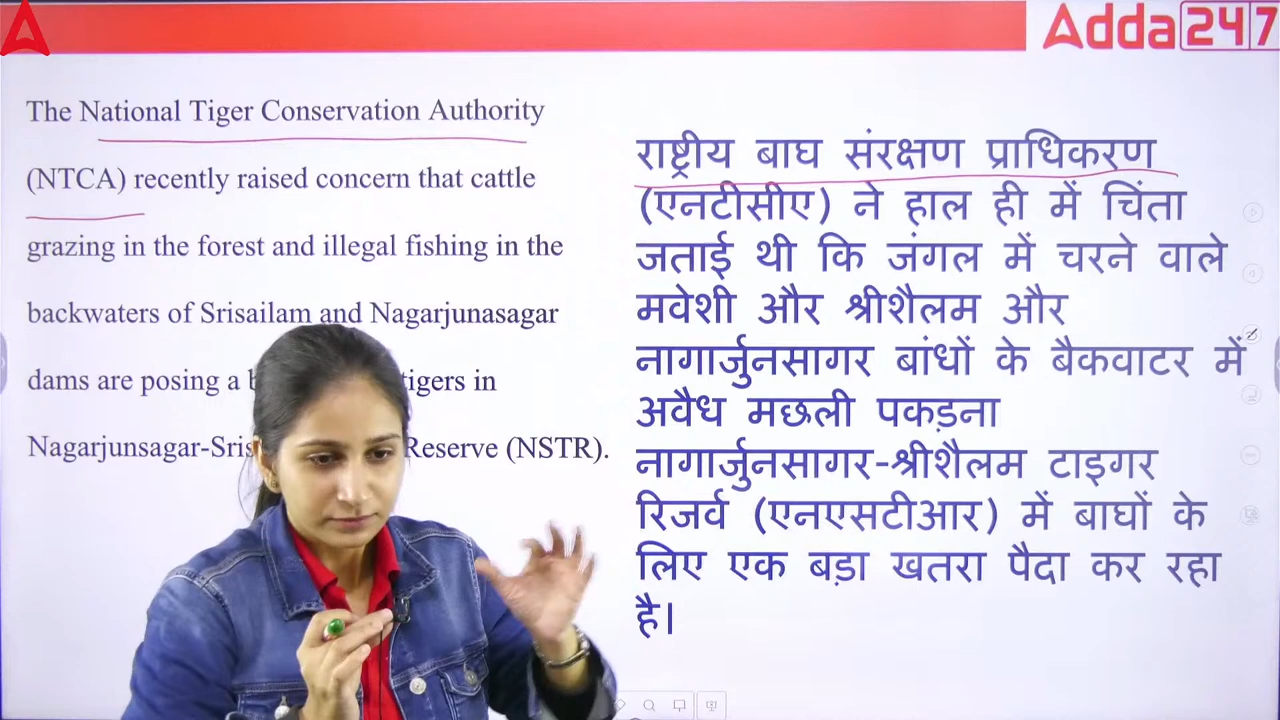 Adda247
The National Tiger Conservation Authority
(NTCA) recently raised concern that cattle
grazing in the forest and illegal fishing in the
backwaters of Srisailam and Nagarjunasagar
dams are posing a tigers in
Reserve (NSTR).
राष्ट्रीय बाघ संरक्षण प्राधिकरण
(एनटीसीए) ने हाल ही में चिंता
जताई थी कि जंगल में चरने वाले
मवेशी और श्रीशैलम और
नागार्जुनसागर बांधों के बैकवाटर में
अवैध मछली पकड़ना
नागार्जुनसागर-श्रीशैलम टाइगर
रिजर्व (एनएसटीआर) में बाघों के
लिए एक बड़ा खतरा पैदा कर रहा
है।